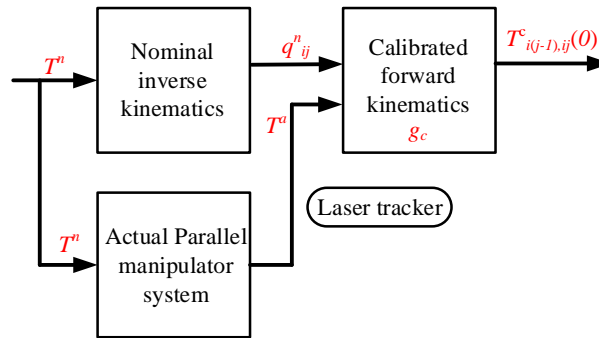 T^n
Nominal
inverse
kinematics
q^n_ij
Calibrated
forward
kinematics
g_c
T^c_i(j-1),ij(0)
T^a
Laser tracker
T^n
Actual Parallel
manipulator
system